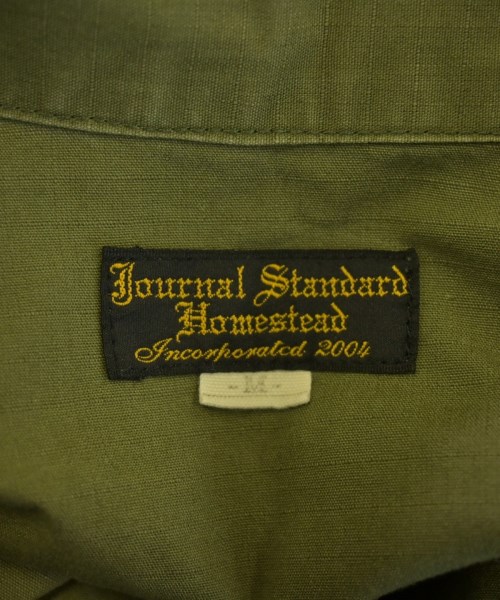 Journal Standard
Homestead
Incorporated 2004
M